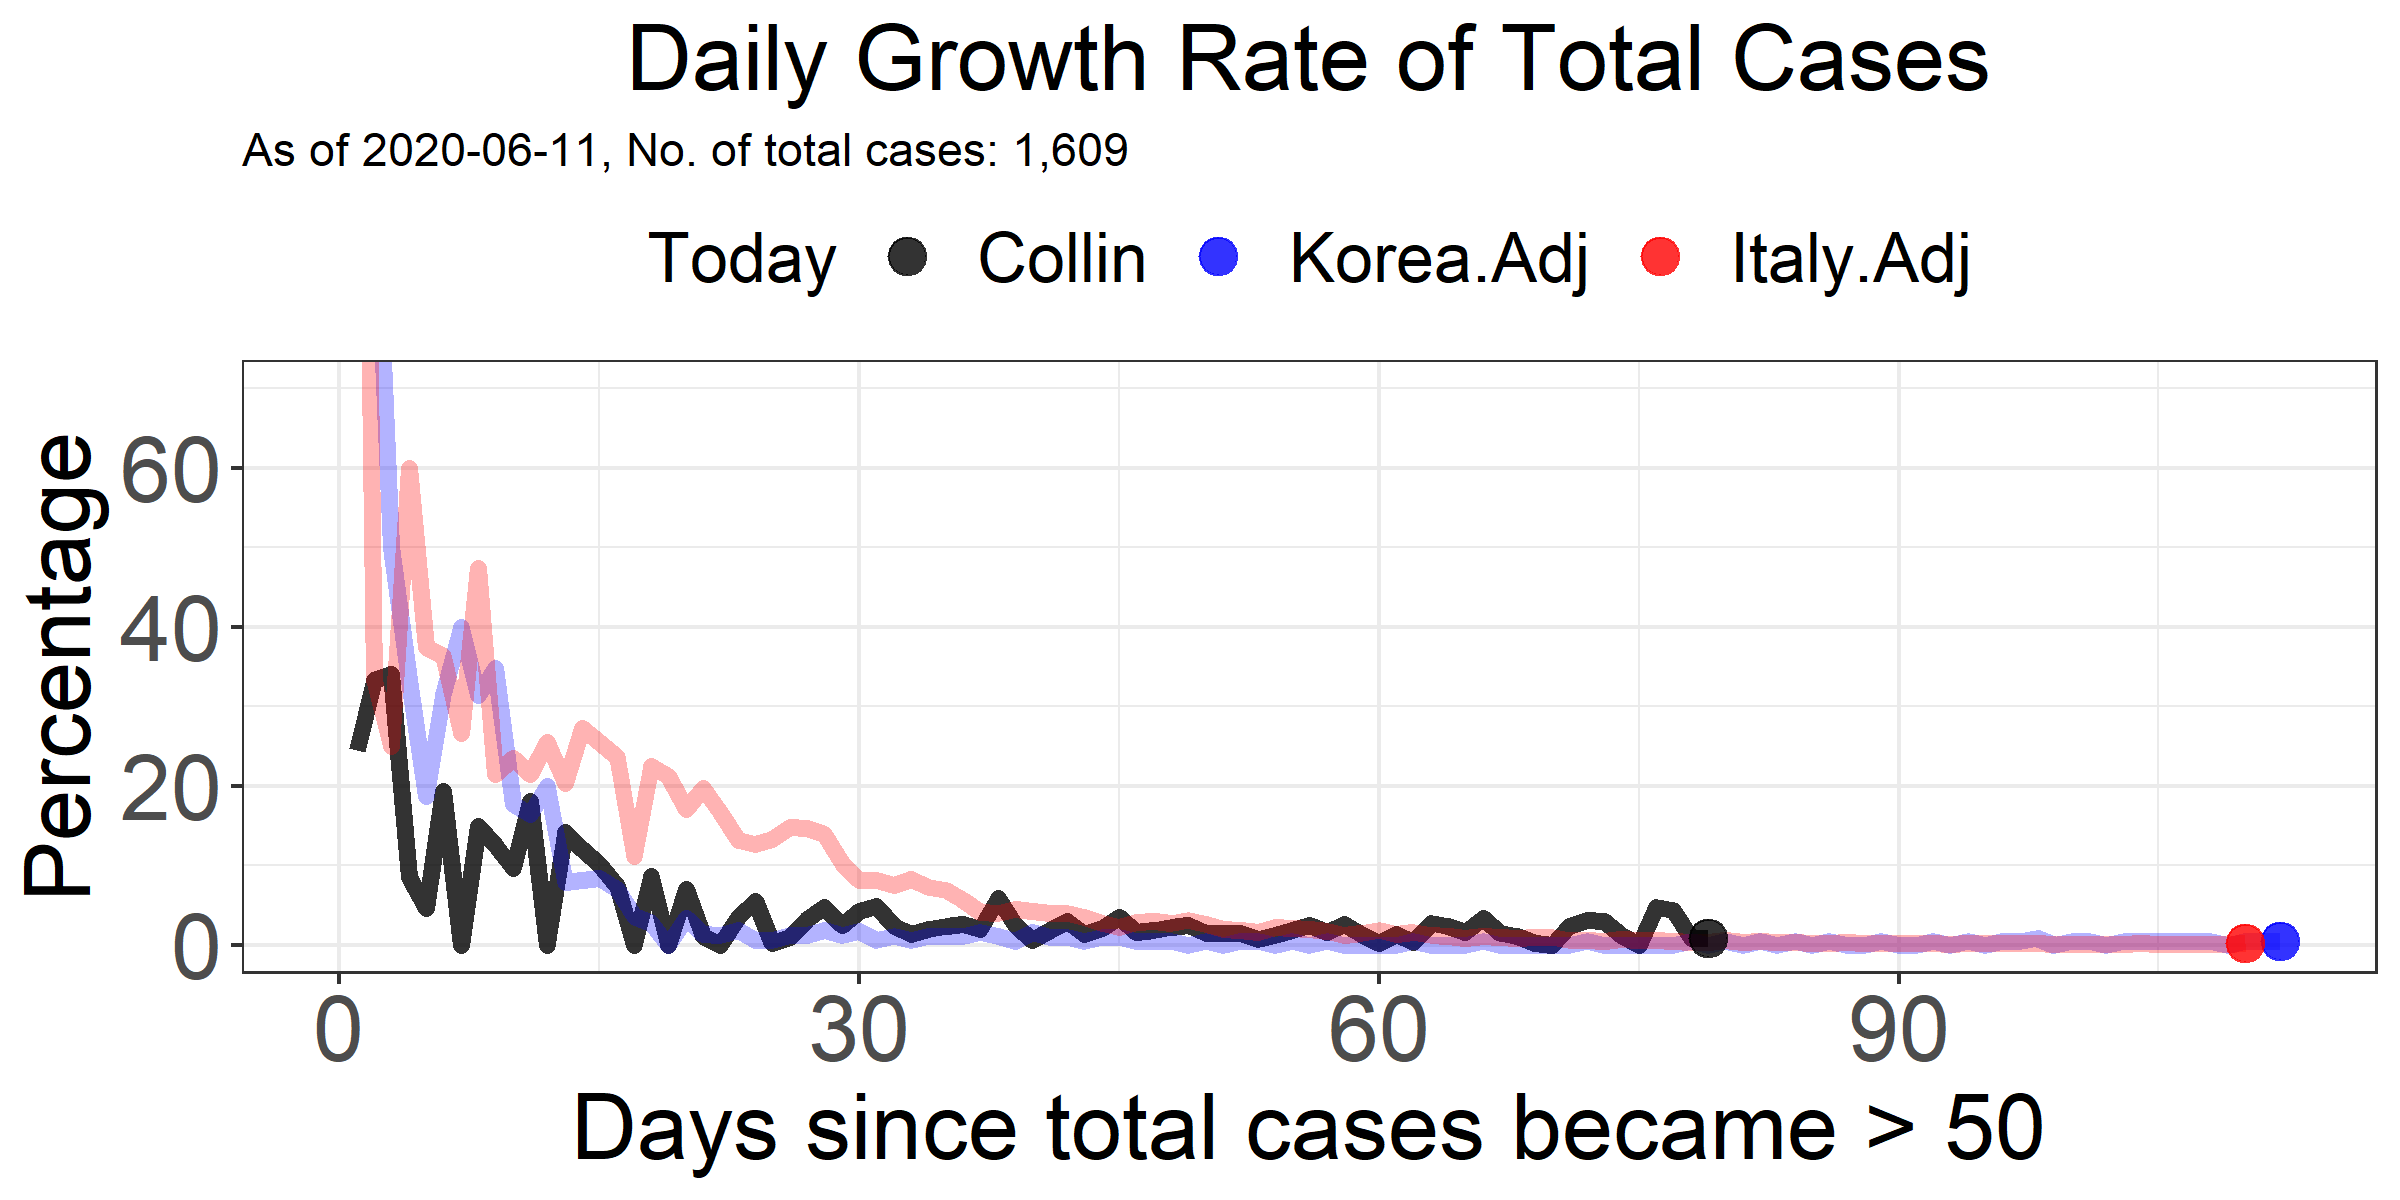 Daily Growth Rate of Total Cases
As of 2020-06-11, No. of total cases: 1,609
Today Collin Korea.Adj Italy.Adj
Percentage
60
40
20
0
0 30 60 90
Days since total cases became > 50